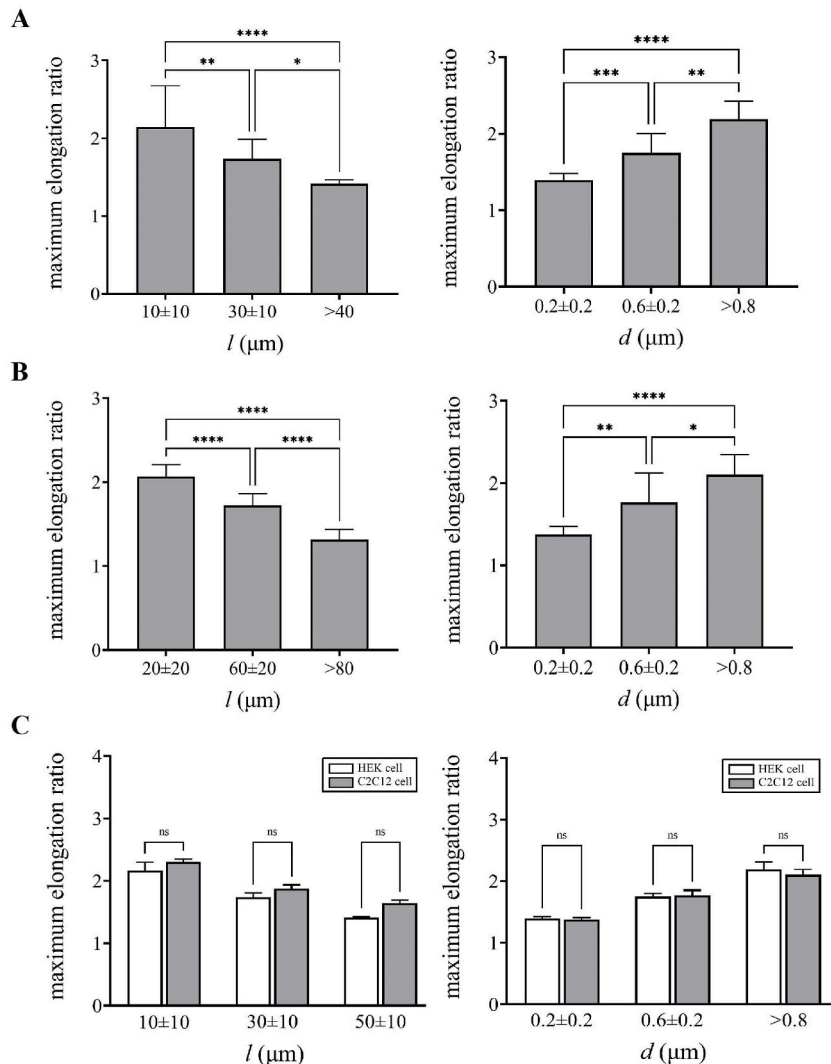 A
maximum elongation ratio
3
2
1
0
****
**
*
10±10
30±10
>40
l (μm)
maximum elongation ratio
3
2
1
0
****
***
**
0.2±0.2
0.6±0.2
>0.8
d (μm)
B
maximum elongation ratio
3
2
1
0
****
****
****
20±20
60±20
>80
l (μm)
maximum elongation ratio
3
2
1
0
****
**
*
0.2±0.2
0.6±0.2
>0.8
d (μm)
C
maximum elongation ratio
4
3
2
1
0
HEK cell
C2C12 cell
ns
ns
ns
10±10
30±10
50±10
l (μm)
maximum elongation ratio
4
3
2
1
0
HEK cell
C2C12 cell
ns
ns
ns
0.2±0.2
0.6±0.2
>0.8
d (μm)